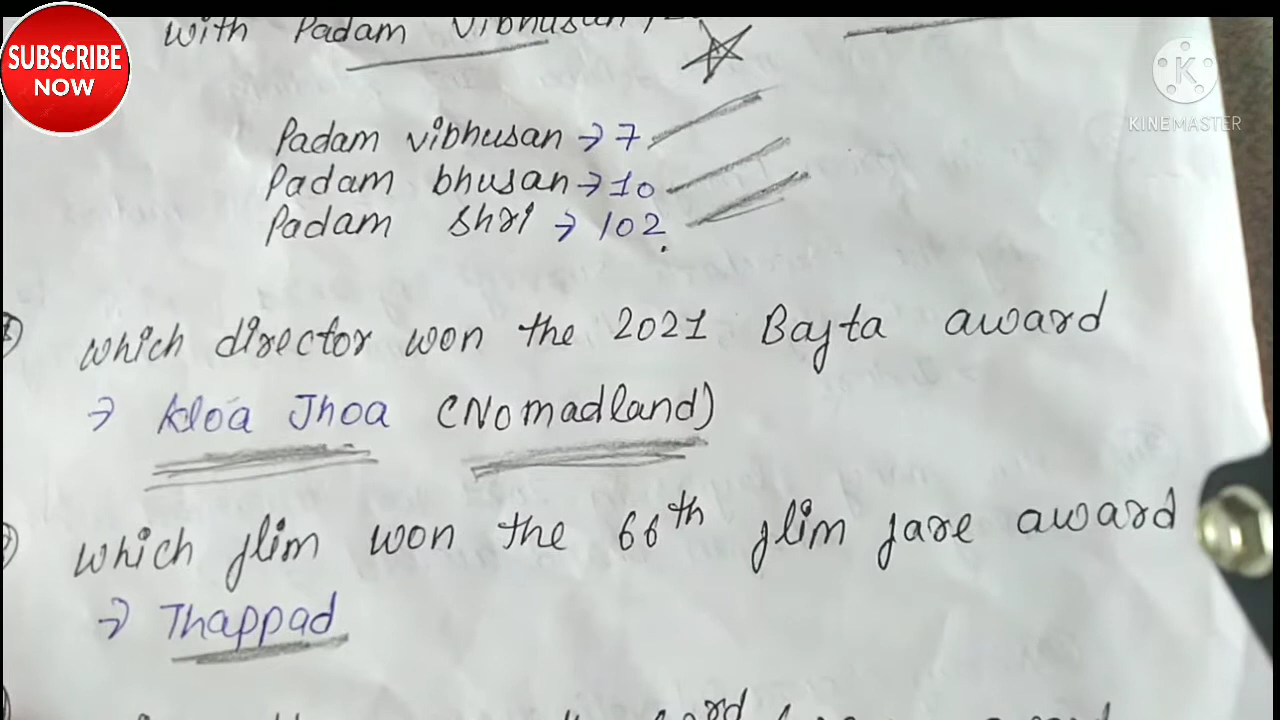 SUBSCRIBE
NOW
with Padam Vibhusan
KINEMASTER
Padam vibhusan → 7
Padam bhusan → 10
Padam shri → 102
which director won the 2021 Bafta award
→ kloa Jhoa (Nomadland)
which flim won the 66th flim fare award
→ Thappad